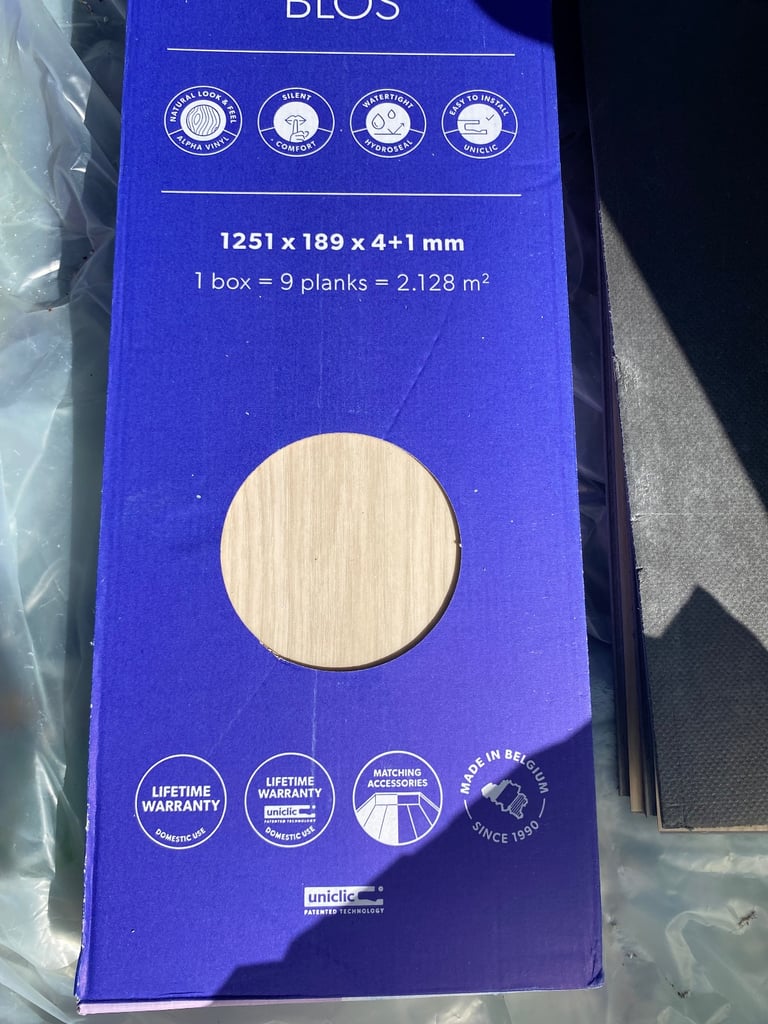 BLOS
NATURAL LOOK & FEEL
ALPHA VINYL
SILENT
COMFORT
WATERTIGHT
HYDROSEAL
EASY TO INSTALL
UNICLIC
1251 x 189 x 4+1 mm
1 box = 9 planks = 2.128 m²
LIFETIME
WARRANTY
DOMESTIC USE
LIFETIME
WARRANTY
uniclic
PATENTED TECHNOLOGY
DOMESTIC USE
MATCHING
ACCESSORIES
MADE IN BELGIUM
SINCE 1990
uniclic
PATENTED TECHNOLOGY